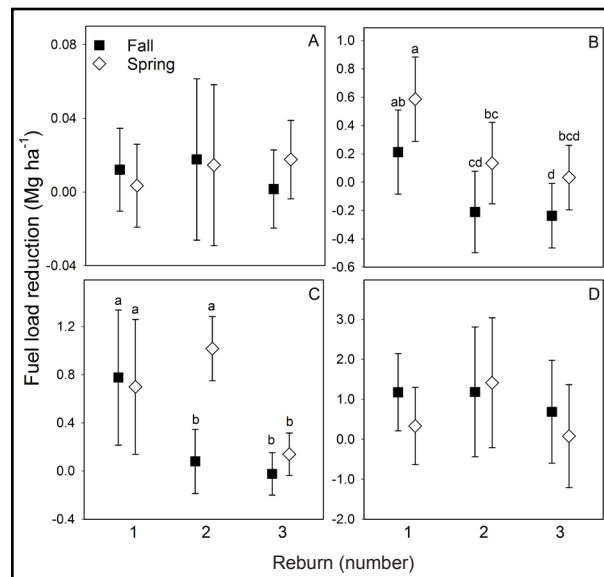 Fuel load reduction (Mg ha⁻¹)
A
Fall
Spring
0.08
0.04
0.00
-0.04
B
1.0
0.8
0.6
0.4
0.2
0.0
-0.2
-0.4
-0.6
ab a
cd bc
d bcd
C
1.2
0.8
0.4
0.0
-0.4
a a
b a
b b
1 2 3
D
3.0
2.0
1.0
0.0
-1.0
-2.0
1 2 3
Reburn (number)